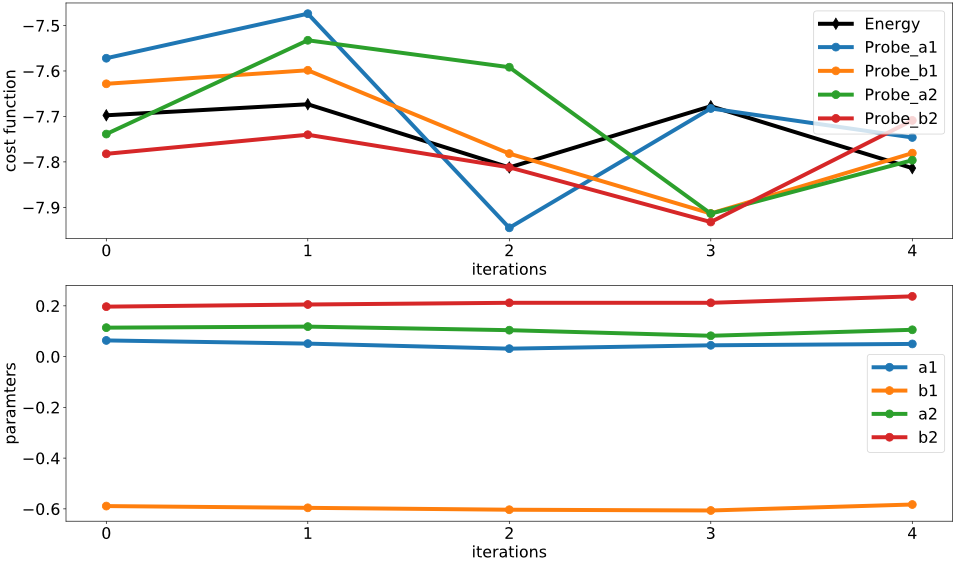 cost function
−7.5
−7.6
−7.7
−7.8
−7.9
Energy
Probe_a1
Probe_b1
Probe_a2
Probe_b2
0 1 2 3 4
iterations
paramters
0.2
0.0
−0.2
−0.4
−0.6
a1
b1
a2
b2
0 1 2 3 4
iterations